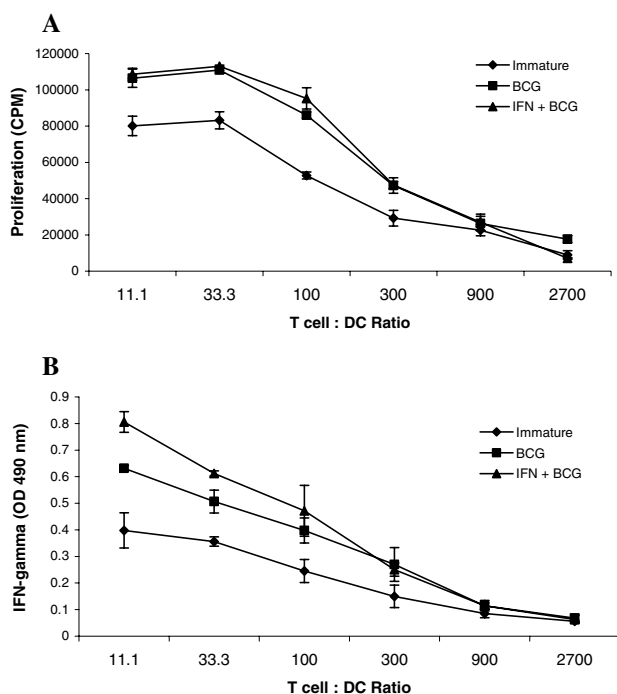 A
120000
100000
80000
60000
40000
20000
0
Proliferation (CPM)
Immature
BCG
IFN + BCG
11.1 33.3 100 300 900 2700
T cell : DC Ratio
B
0.9
0.8
0.7
0.6
0.5
0.4
0.3
0.2
0.1
0
IFN-gamma (OD 490 nm)
Immature
BCG
IFN + BCG
11.1 33.3 100 300 900 2700
T cell : DC Ratio